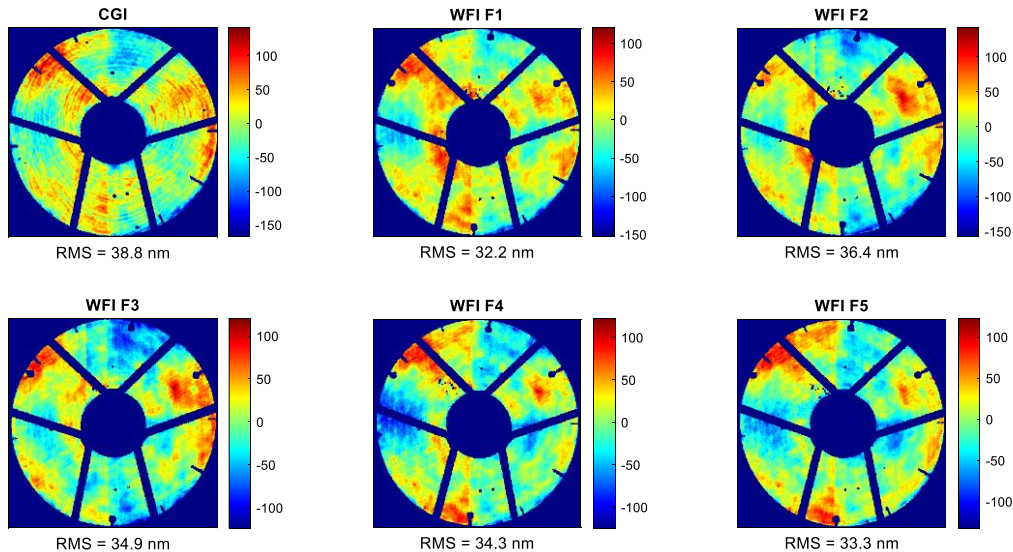 CGI
100
50
0
-50
-100
-150
RMS = 38.8 nm
WFI F1
100
50
0
-50
-100
-150
RMS = 32.2 nm
WFI F2
100
50
0
-50
-100
-150
RMS = 36.4 nm
WFI F3
100
50
0
-50
-100
RMS = 34.9 nm
WFI F4
100
50
0
-50
-100
RMS = 34.3 nm
WFI F5
100
50
0
-50
-100
RMS = 33.3 nm